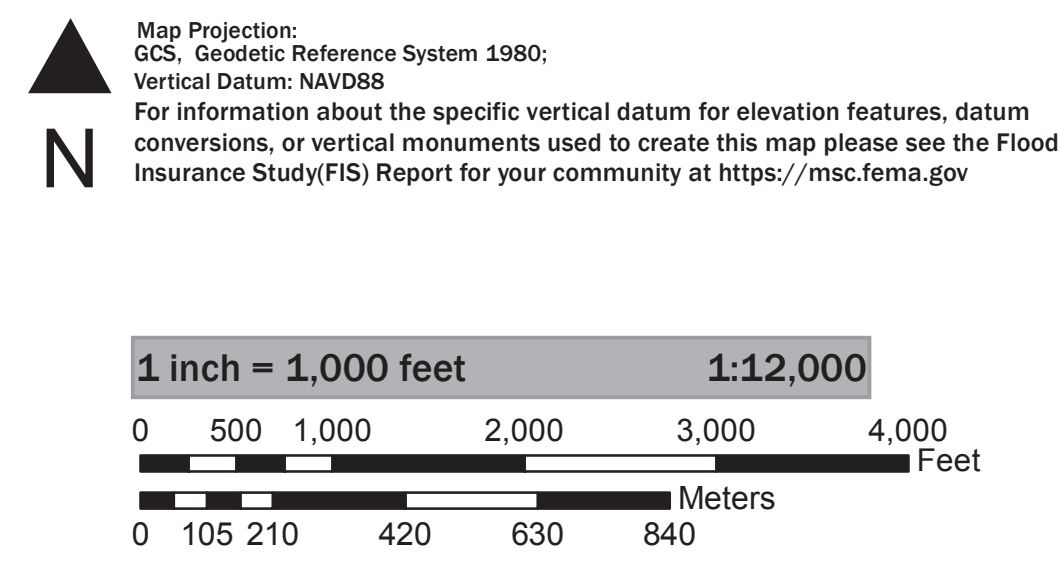 Map Projection:
GCS, Geodetic Reference System 1980;
Vertical Datum: NAVD88
For information about the specific vertical datum for elevation features, datum
conversions, or vertical monuments used to create this map please see the Flood
Insurance Study(FIS) Report for your community at https://msc.fema.gov
N
1 inch = 1,000 feet 1:12,000
0 500 1,000 2,000 3,000 4,000
Feet
Meters
0 105 210 420 630 840